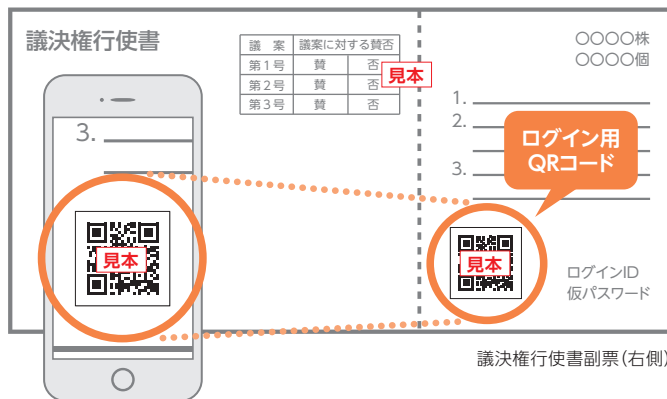 議決権行使書
議 案 議案に対する賛否
第1号 賛 否
第2号 賛 否
第3号 賛 否
見本
○○○○株
○○○○個
1.
2.
3.
ログイン用
QRコード
見本
ログインID
仮パスワード
3.
見本
議決権行使書副票(右側)